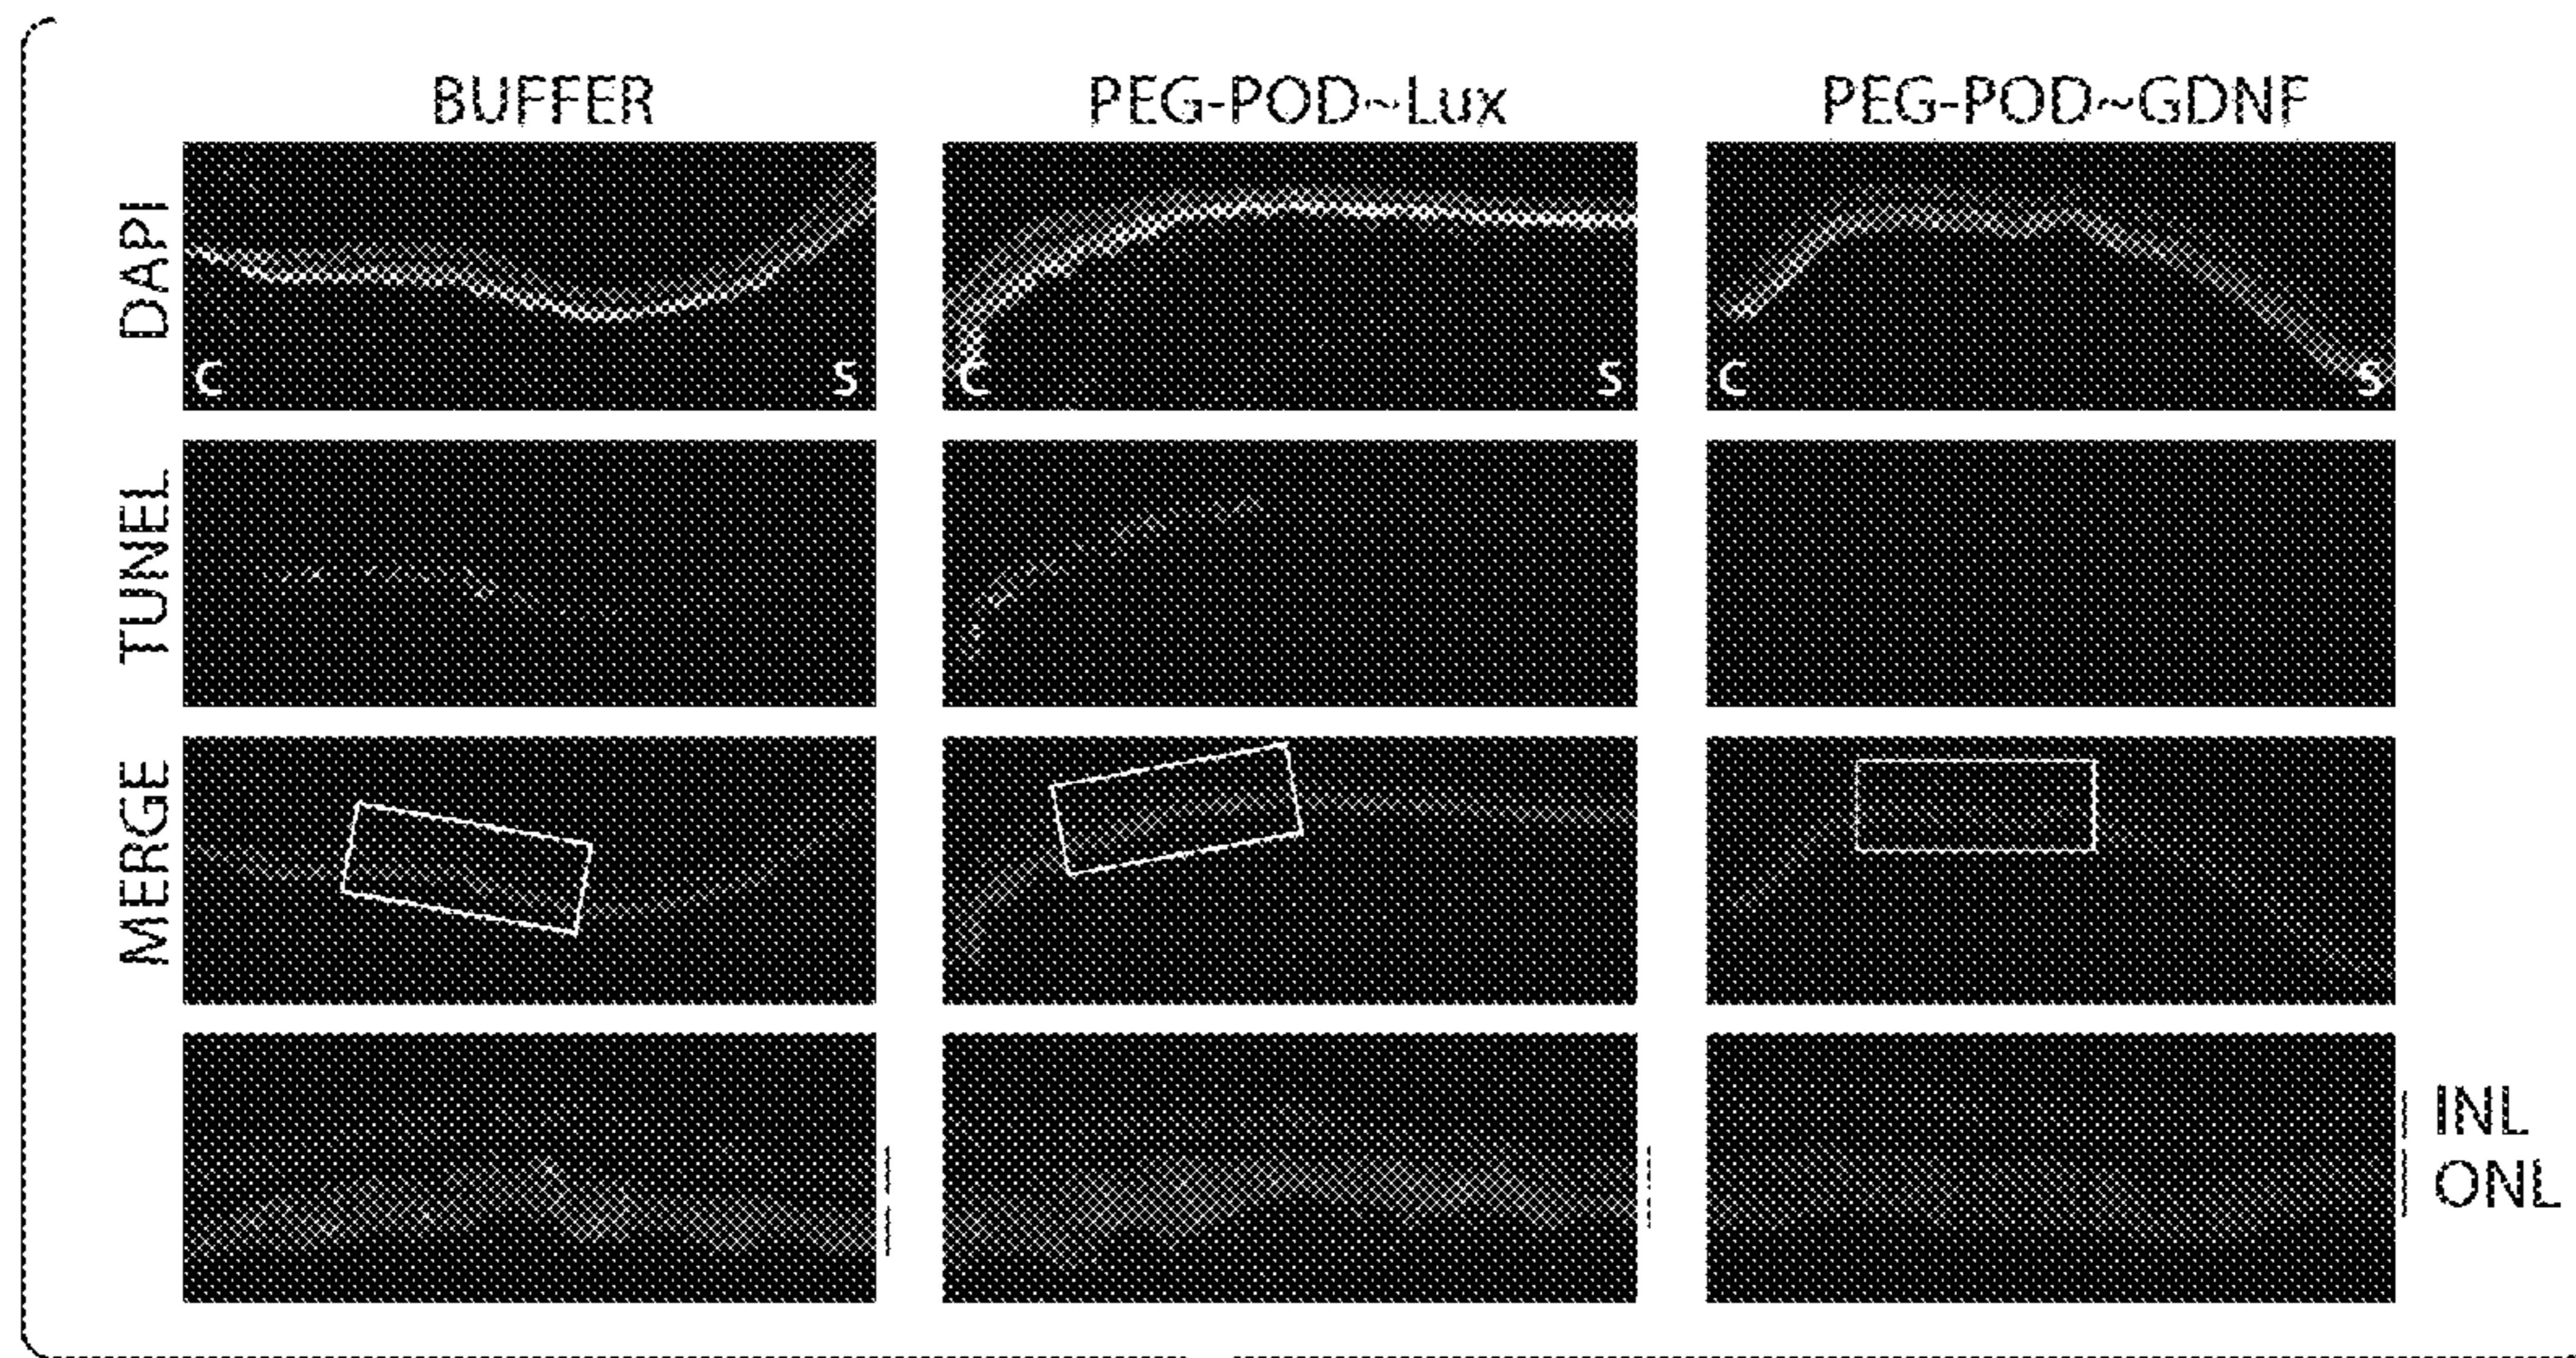 BUFFER PEG-POD~Lux PEG-POD~GDNF
DAPI
C S C S C S
TUNEL
MERGE
INL
ONL